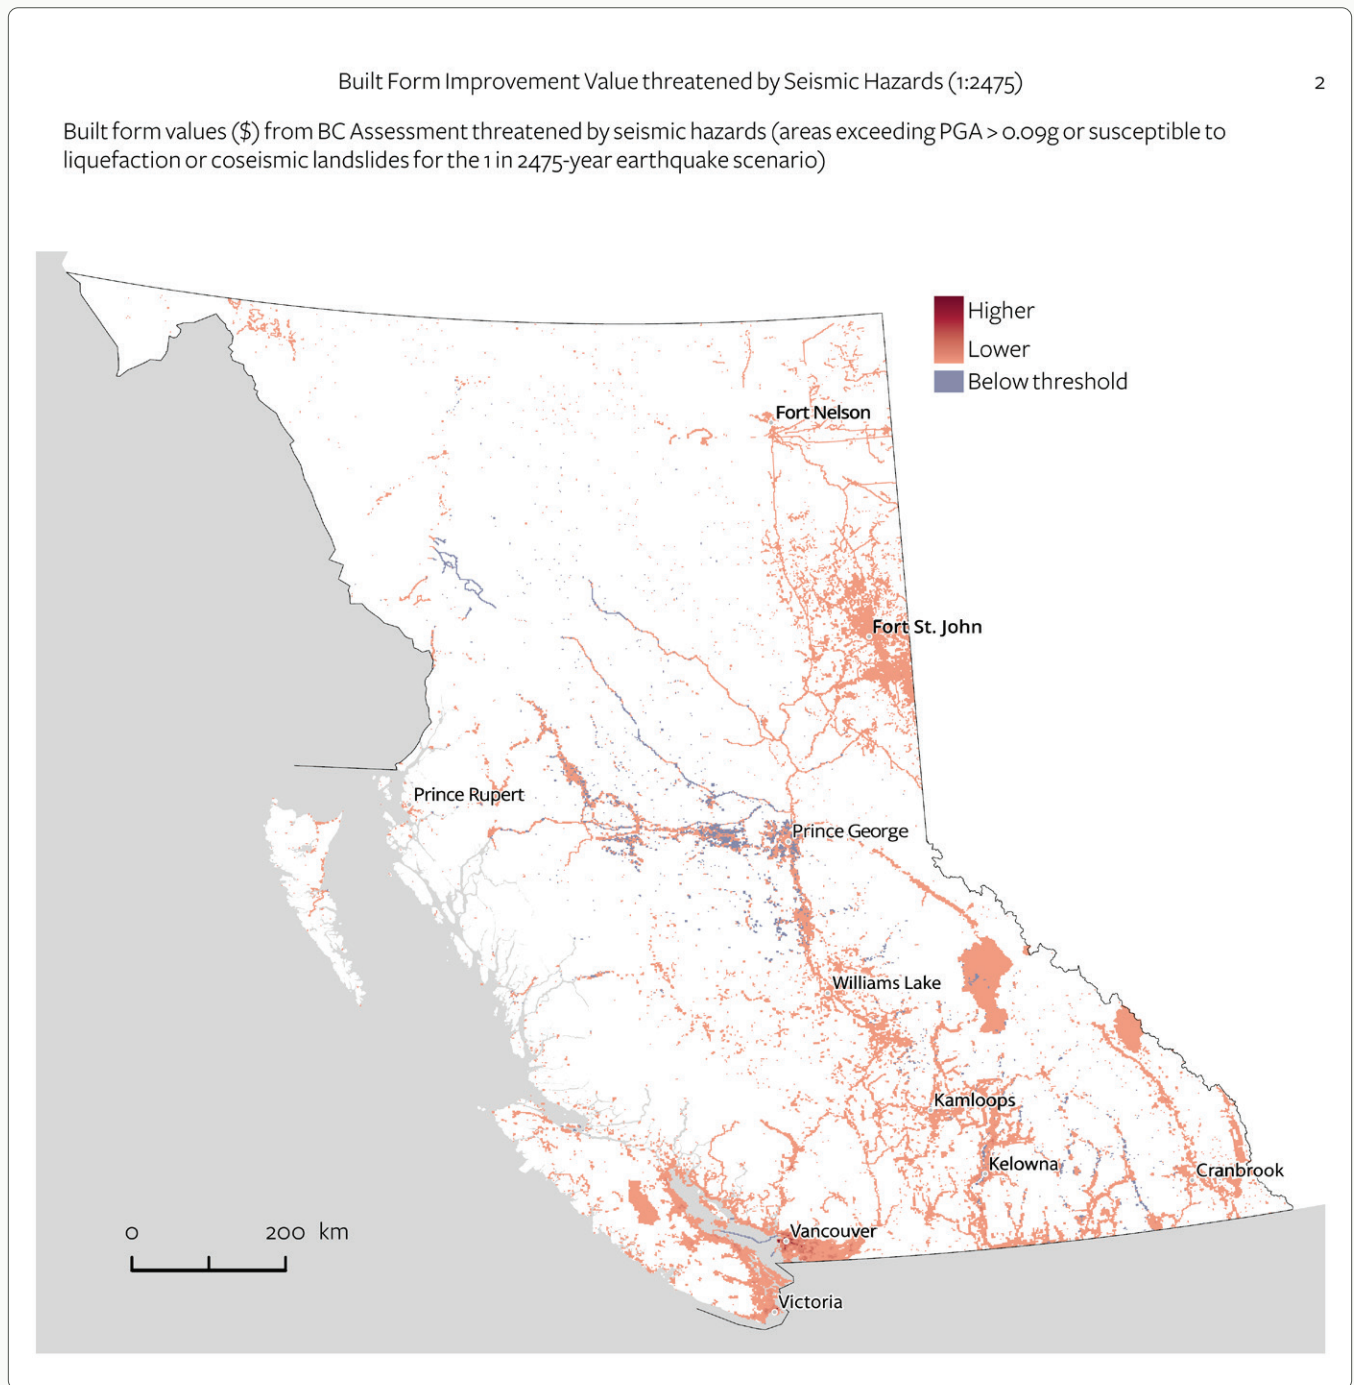 Built Form Improvement Value threatened by Seismic Hazards (1:2475)
2
Built form values ($) from BC Assessment threatened by seismic hazards (areas exceeding PGA > 0.09g or susceptible to
liquefaction or coseismic landslides for the 1 in 2475-year earthquake scenario)
Higher
Lower
Below threshold
Fort Nelson
Fort St. John
Prince Rupert
Prince George
Williams Lake
Kamloops
Kelowna
Cranbrook
Vancouver
0 200 km
Victoria